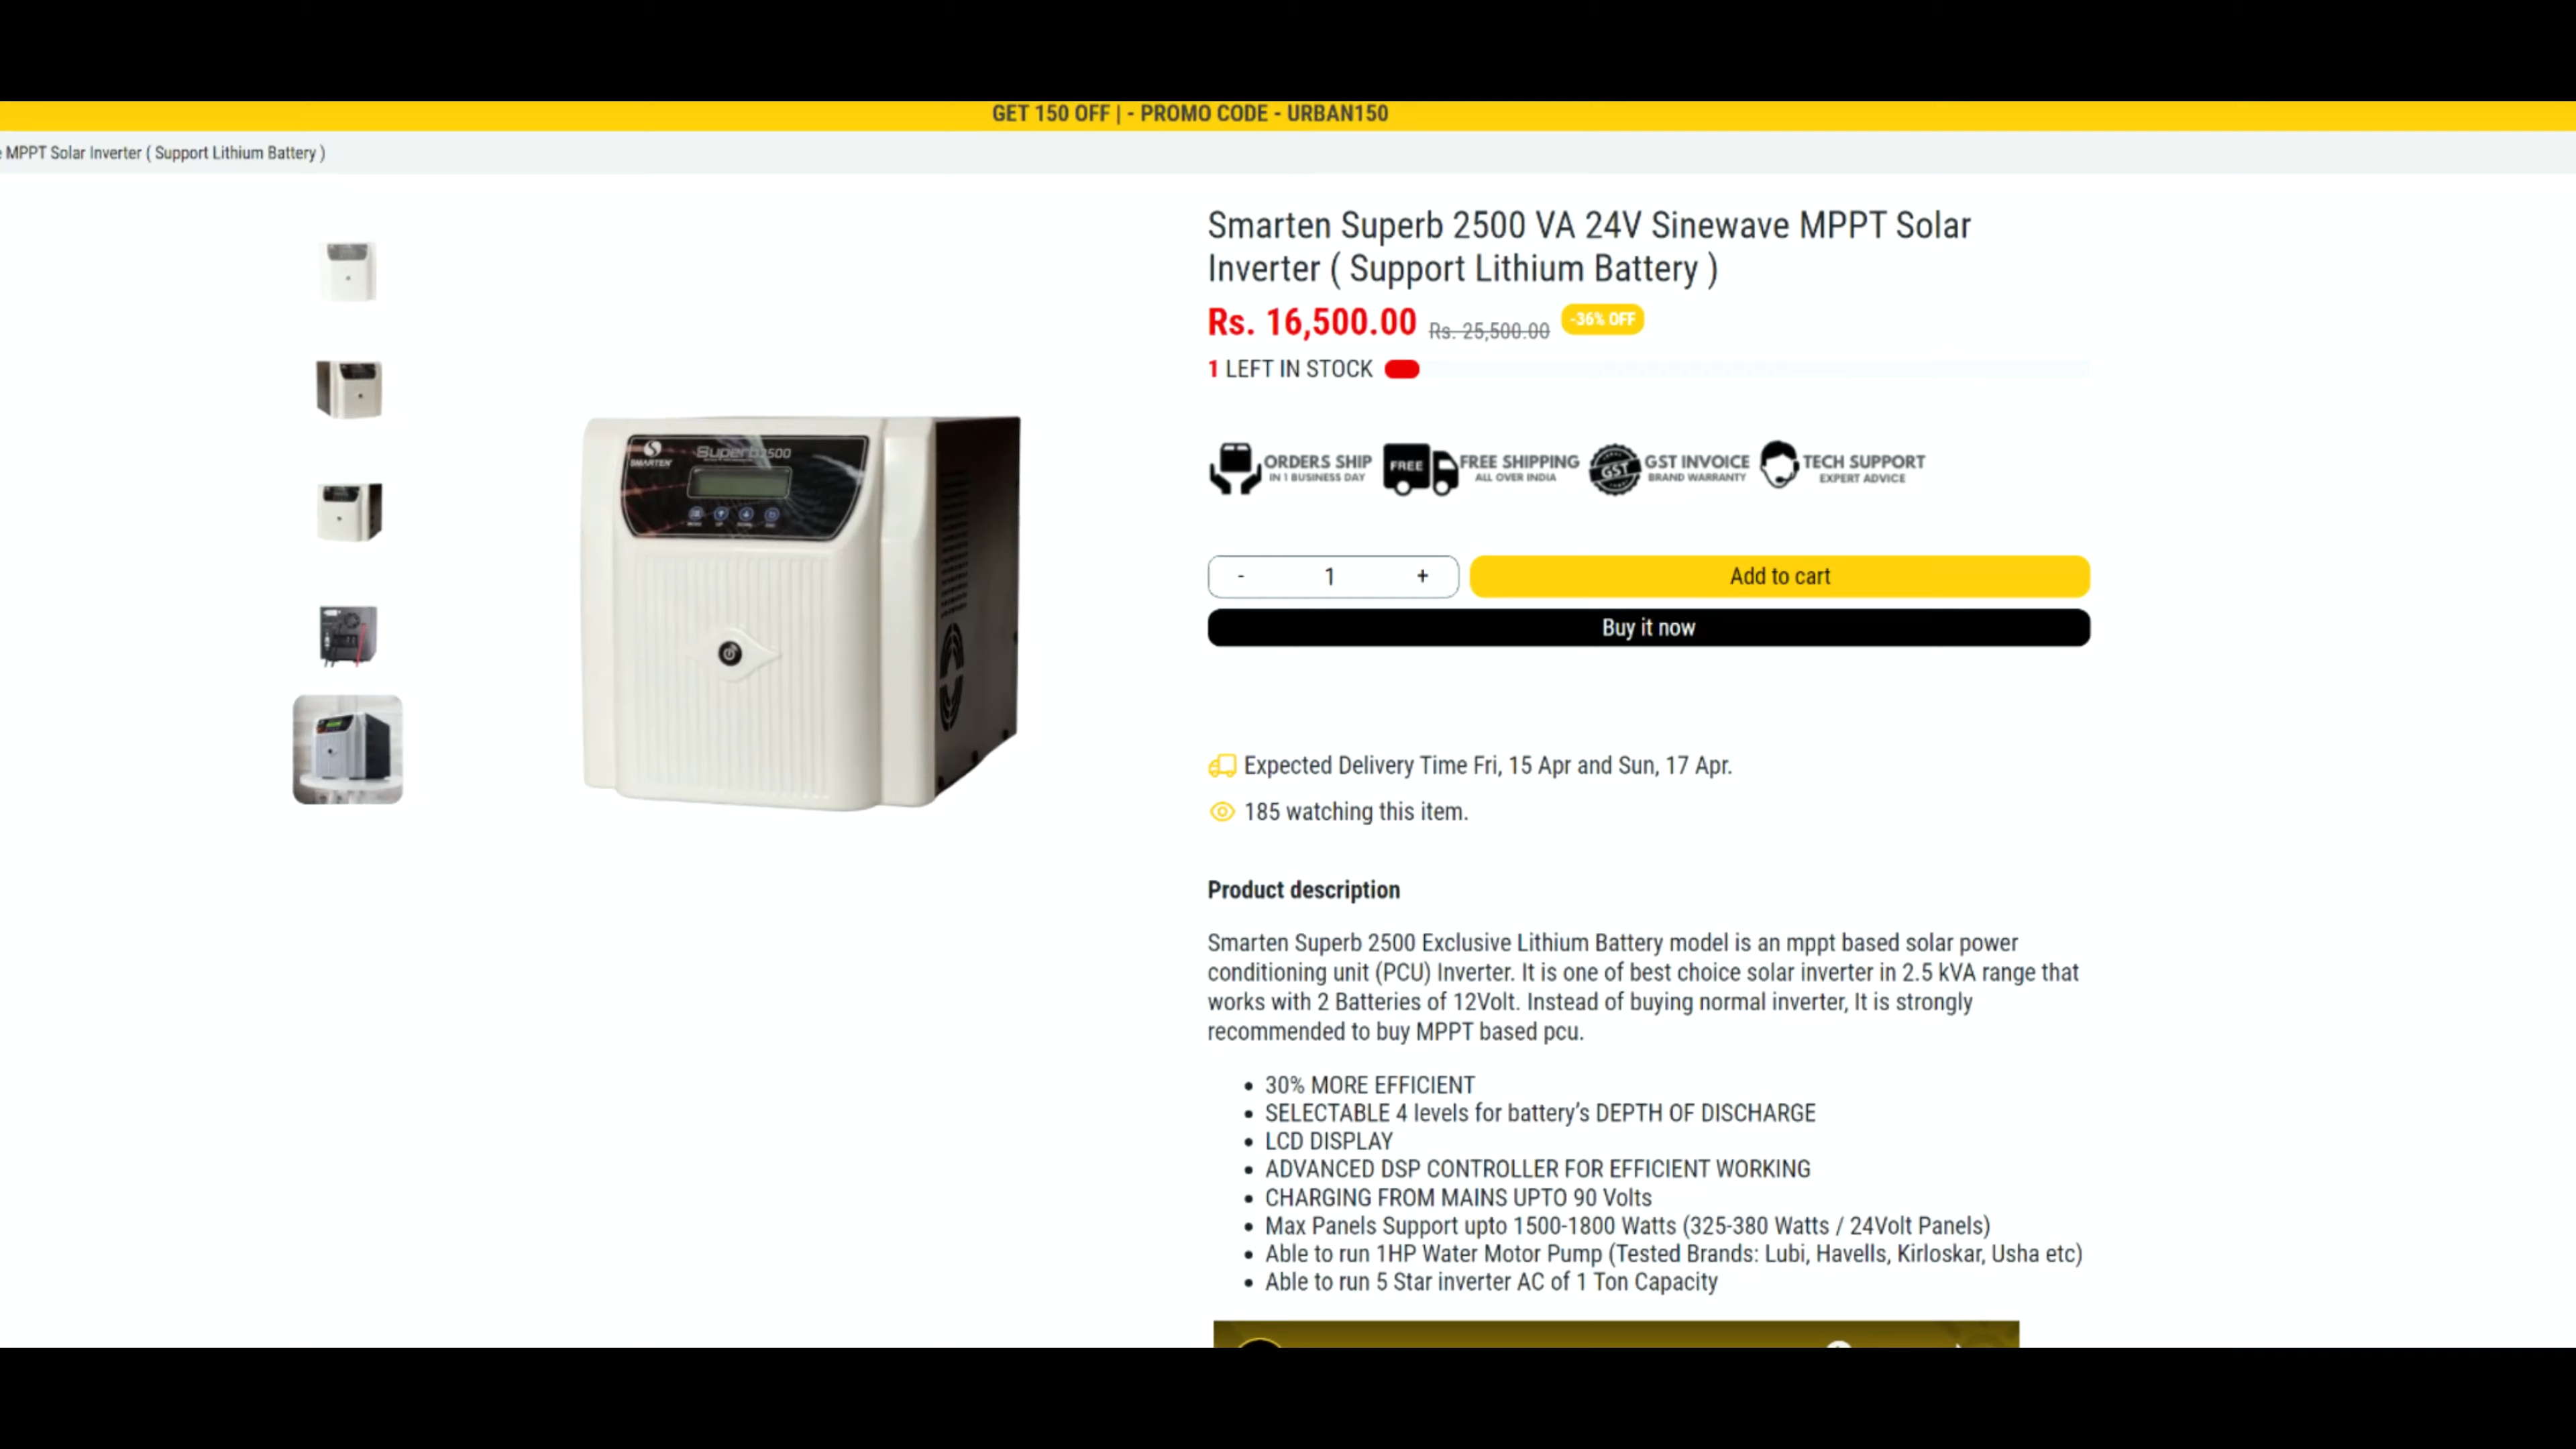 GET 150 OFF | - PROMO CODE - URBAN150
MPPT Solar Inverter ( Support Lithium Battery )
Smarten Superb 2500 VA 24V Sinewave MPPT Solar
Inverter ( Support Lithium Battery )
Rs. 16,500.00 Rs. 25,500.00 -36% OFF
1 LEFT IN STOCK
SMARTEN
Superb 2500
ORDERS SHIP
IN 1 BUSINESS DAY
FREE
FREE SHIPPING
ALL OVER INDIA
GST
GST INVOICE
BRAND WARRANTY
TECH SUPPORT
EXPERT ADVICE
- 1 +
Add to cart
Buy it now
Expected Delivery Time Fri, 15 Apr and Sun, 17 Apr.
185 watching this item.
Product description
Smarten Superb 2500 Exclusive Lithium Battery model is an mppt based solar power
conditioning unit (PCU) Inverter. It is one of best choice solar inverter in 2.5 kVA range that
works with 2 Batteries of 12Volt. Instead of buying normal inverter, It is strongly
recommended to buy MPPT based pcu.
• 30% MORE EFFICIENT
• SELECTABLE 4 levels for battery’s DEPTH OF DISCHARGE
• LCD DISPLAY
• ADVANCED DSP CONTROLLER FOR EFFICIENT WORKING
• CHARGING FROM MAINS UPTO 90 Volts
• Max Panels Support upto 1500-1800 Watts (325-380 Watts / 24Volt Panels)
• Able to run 1HP Water Motor Pump (Tested Brands: Lubi, Havells, Kirloskar, Usha etc)
• Able to run 5 Star inverter AC of 1 Ton Capacity